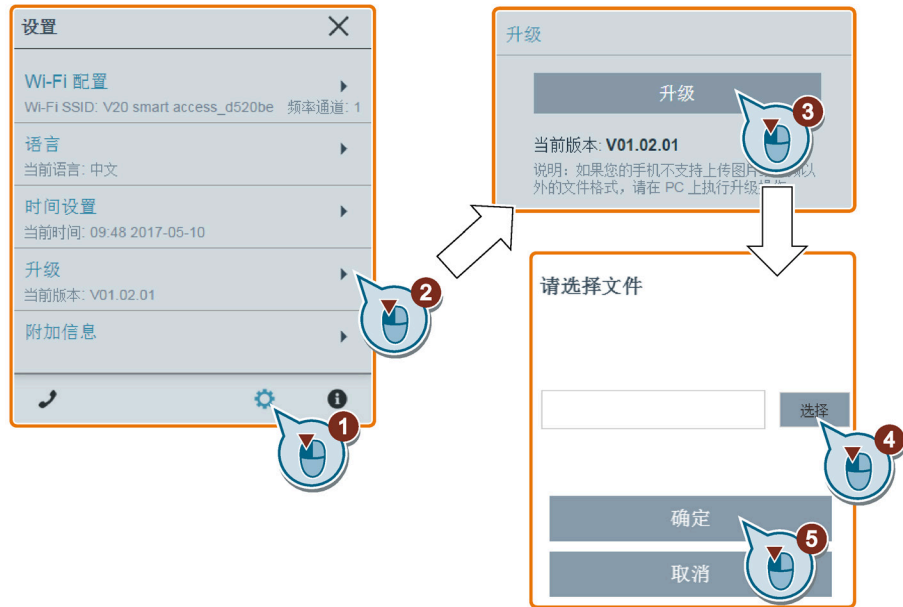 设置
Wi-Fi 配置
Wi-Fi SSID: V20 smart access_d520be 频率通道: 1
语言
当前语言: 中文
时间设置
当前时间: 09:48 2017-05-10
升级
当前版本: V01.02.01
附加信息
1
2
升级
升级
3
当前版本: V01.02.01
说明：如果您的手机不支持上传图片
外的文件格式，请在 PC 上执行升级
请选择文件
选择
4
确定
5
取消